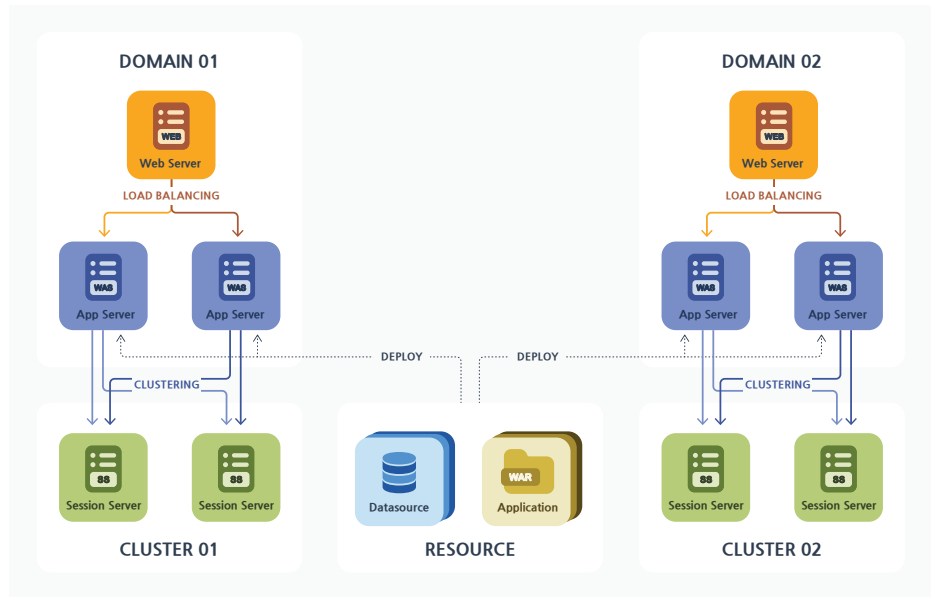 DOMAIN 01
DOMAIN 02
WEB
Web Server
WEB
Web Server
LOAD BALANCING
LOAD BALANCING
WAS
App Server
WAS
App Server
WAS
App Server
WAS
App Server
DEPLOY
DEPLOY
CLUSTERING
CLUSTERING
SS
Session Server
SS
Session Server
Datasource
WAR
Application
SS
Session Server
SS
Session Server
CLUSTER 01
RESOURCE
CLUSTER 02